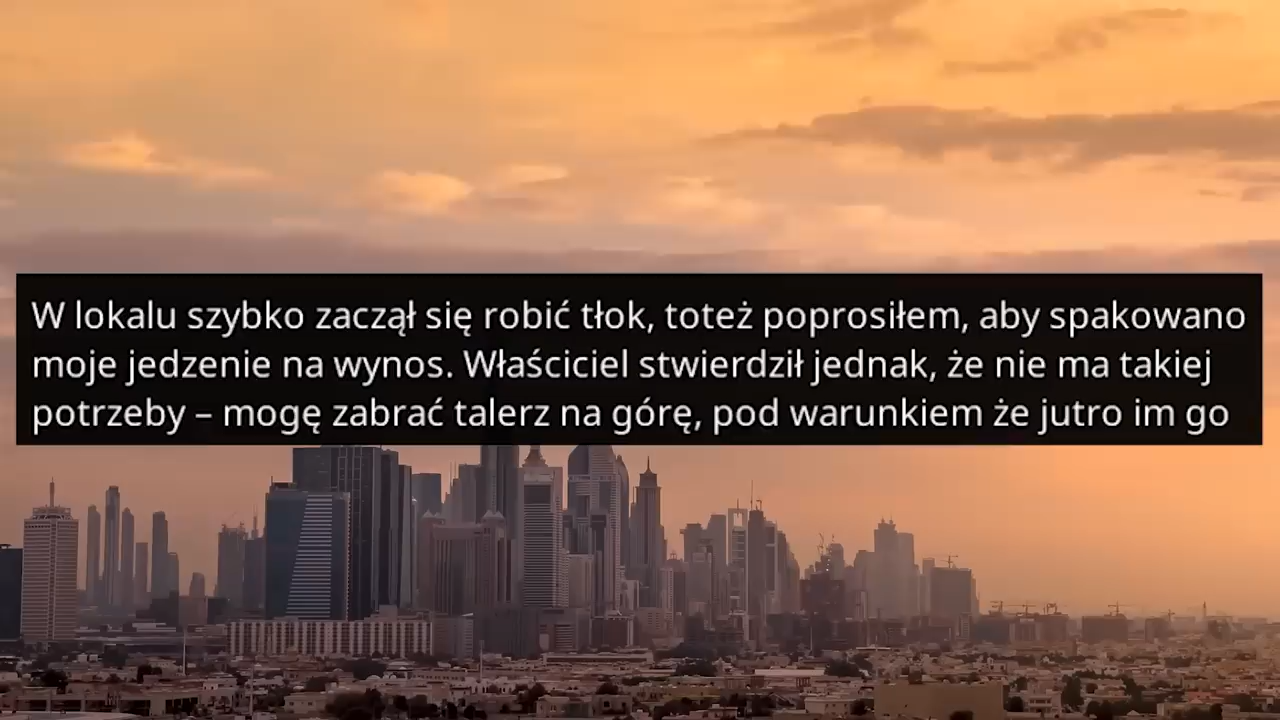 W lokalu szybko zaczął się robić tłok, toteż poprosiłem, aby spakowano
moje jedzenie na wynos. Właściciel stwierdził jednak, że nie ma takiej
potrzeby – mogę zabrać talerz na górę, pod warunkiem że jutro im go